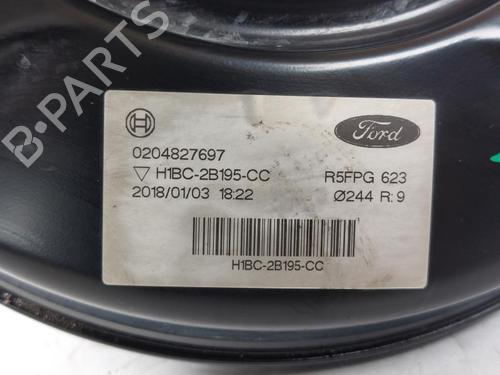 B-PARTS
Ford
0204827697
H1BC-2B195-CC R5FPG 623
2018/01/03 18:22 Ø244 R:9
H1BC-2B195-CC